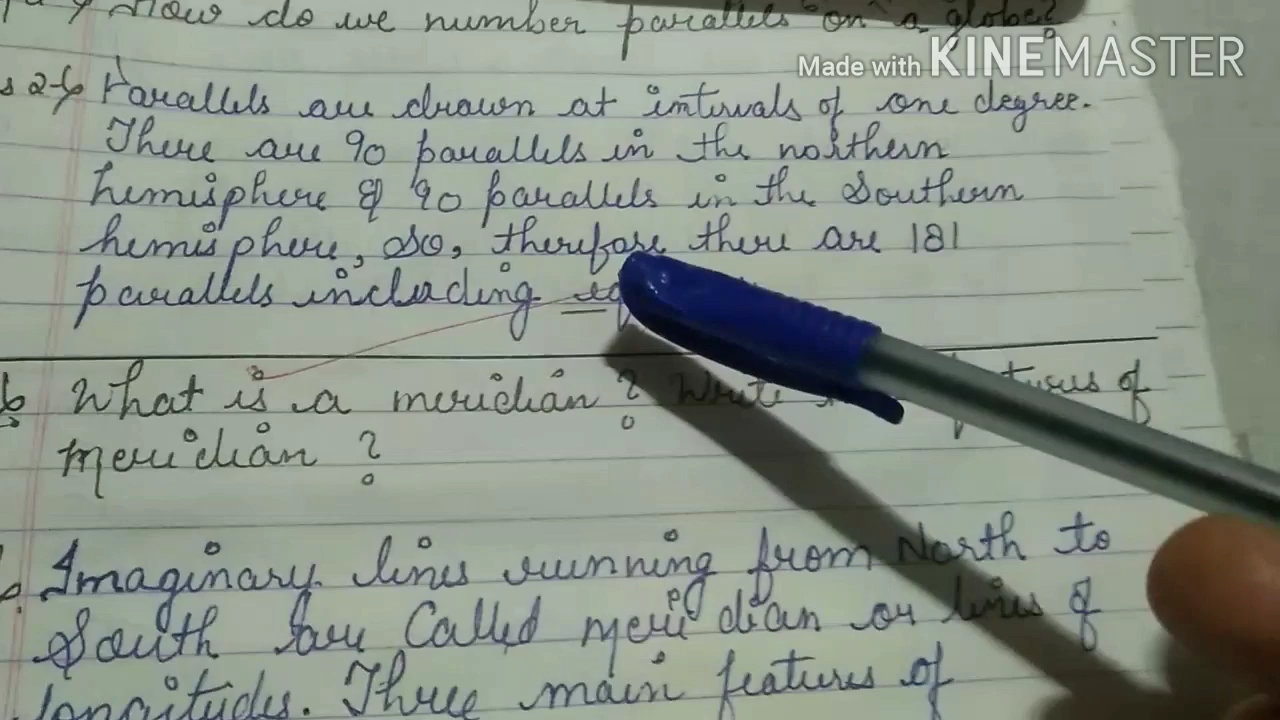 How do we number parallels on a globe?
Made with KINEMASTER
Parallels are drawn at intervals of one degree.
There are 90 parallels in the northern
hemisphere & 90 parallels in the Southern
hemisphere, so, therefore there are 181
parallels including
What is a meridian? Write of
meridian?
Imaginary lines running from North to
South are Called meridian or lines of
longitudes. Three main features of